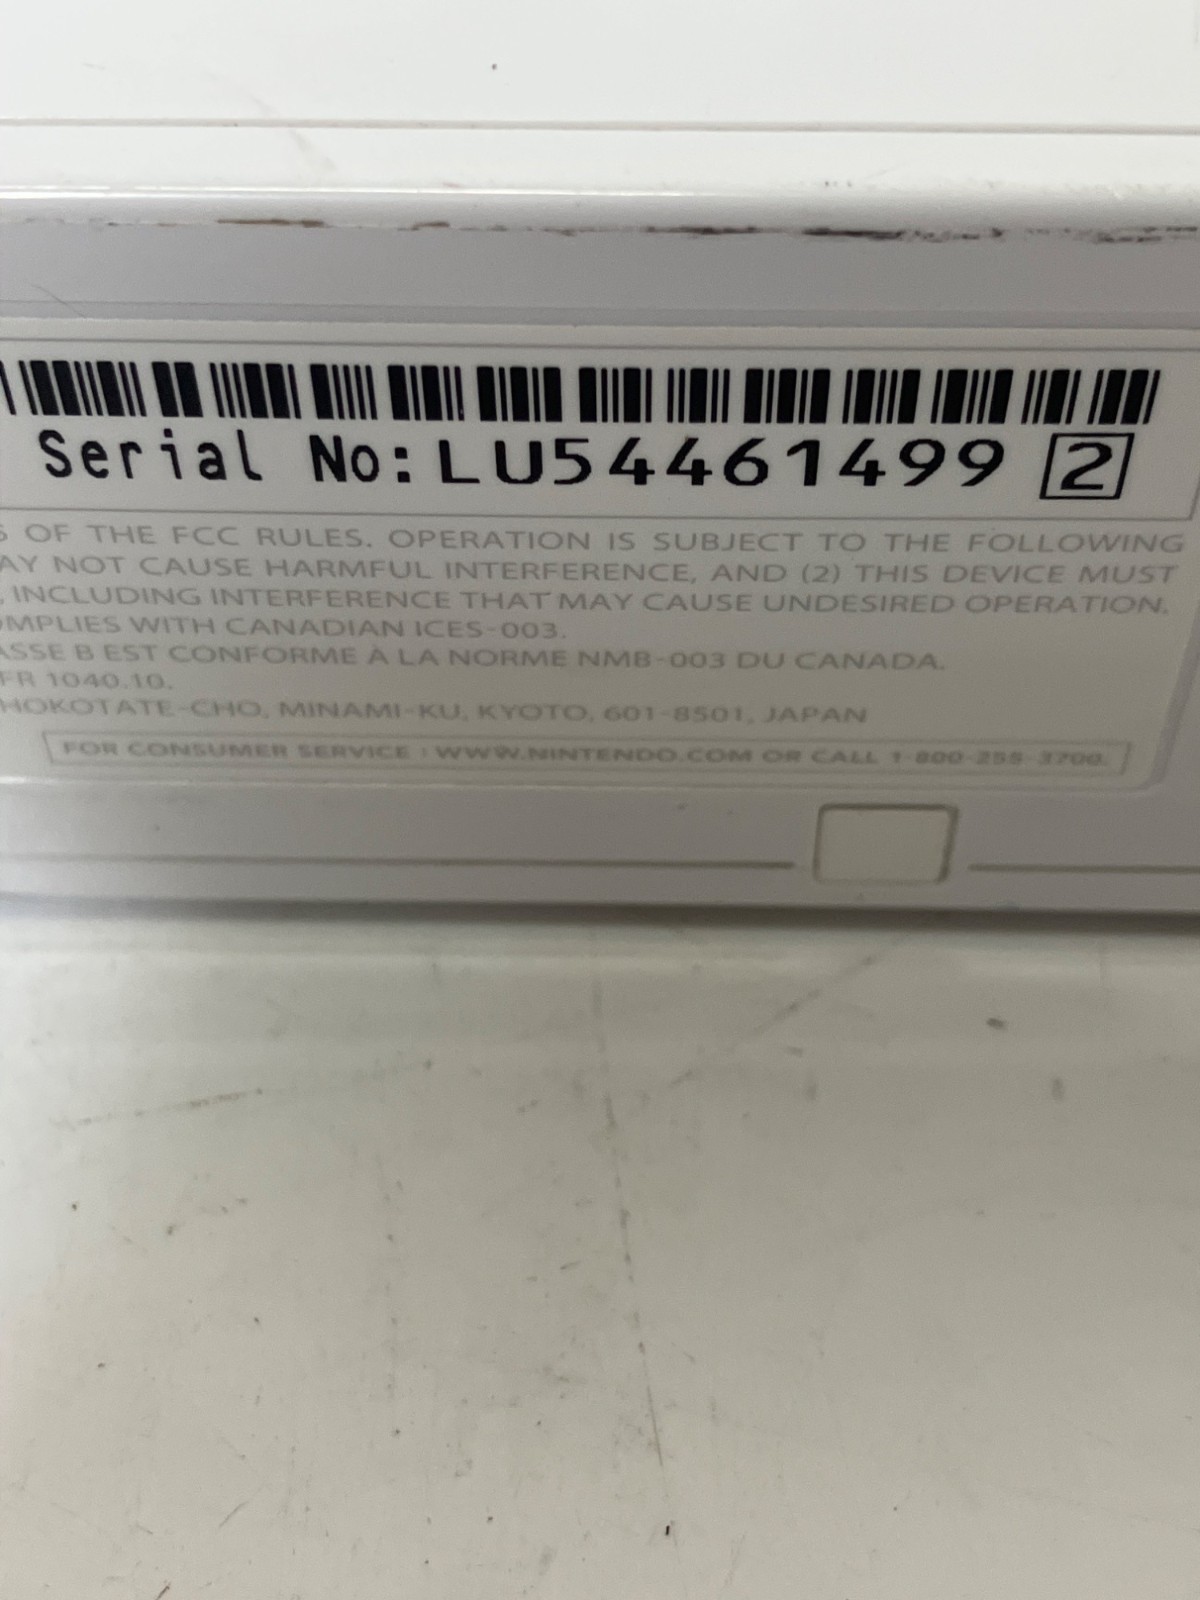 Serial No:LU54461499 2
OF THE FCC RULES. OPERATION IS SUBJECT TO THE FOLLOWING
AY NOT CAUSE HARMFUL INTERFERENCE, AND (2) THIS DEVICE MUST
, INCLUDING INTERFERENCE THAT MAY CAUSE UNDESIRED OPERATION.
OMPLIES WITH CANADIAN ICES-003.
ASSE B EST CONFORME À LA NORME NMB-003 DU CANADA.
FR 1040.10.
HOKOTATE-CHO, MINAMI-KU, KYOTO, 601-8501, JAPAN
FOR CONSUMER SERVICE : WWW.NINTENDO.COM OR CALL 1-800-255-3700.